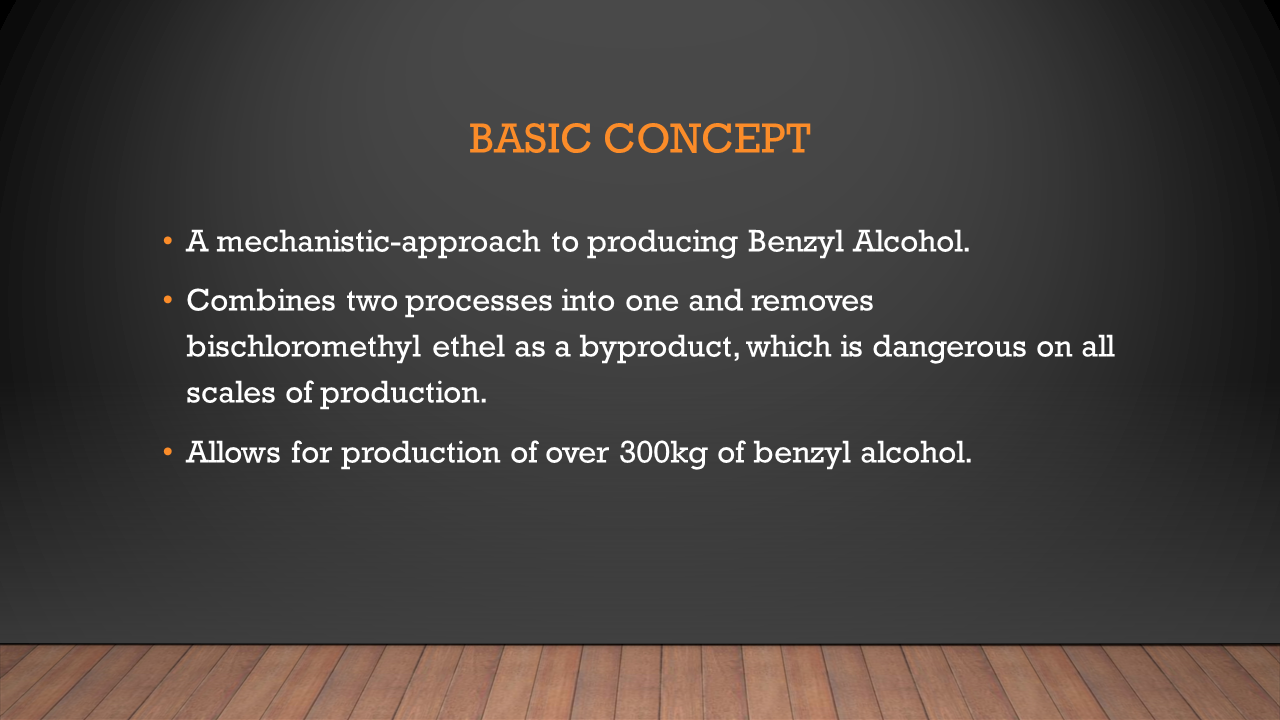 BASIC CONCEPT
• A mechanistic-approach to producing Benzyl Alcohol.
• Combines two processes into one and removes
bischloromethyl ethel as a byproduct, which is dangerous on all
scales of production.
• Allows for production of over 300kg of benzyl alcohol.